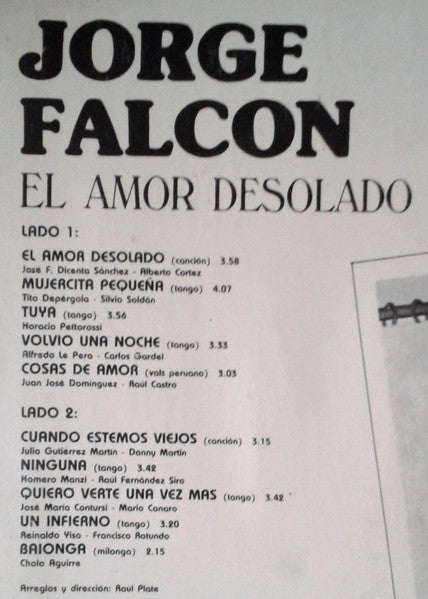 JORGE
FALCON
EL AMOR DESOLADO
LADO 1:
EL AMOR DESOLADO (canción) 3.58
José F. Dicenta Sánchez - Alberto Cortez
MUJERCITA PEQUEÑA (tango) 4.07
Tito Depérgola - Silvio Soldán
TUYA (tango) 3.56
Horacio Pettorossi
VOLVIO UNA NOCHE (tango) 3.33
Alfredo Le Pera - Carlos Gardel
COSAS DE AMOR (vals peruano) 3.03
Juan José Domínguez - Raúl Castro
LADO 2:
CUANDO ESTEMOS VIEJOS (canción) 3.15
Julio Gutiérrez Martín - Danny Martin
NINGUNA (tango) 3.42
Homero Manzi - Raúl Fernández Siro
QUIERO VERTE UNA VEZ MAS (tango) 3.42
José María Contursi - Mario Canaro
UN INFIERNO (tango) 3.20
Reinaldo Yiso - Francisco Rotundo
BAIONGA (milonga) 2.15
Cholo Aguirre
Arreglos y dirección: Raúl Plate